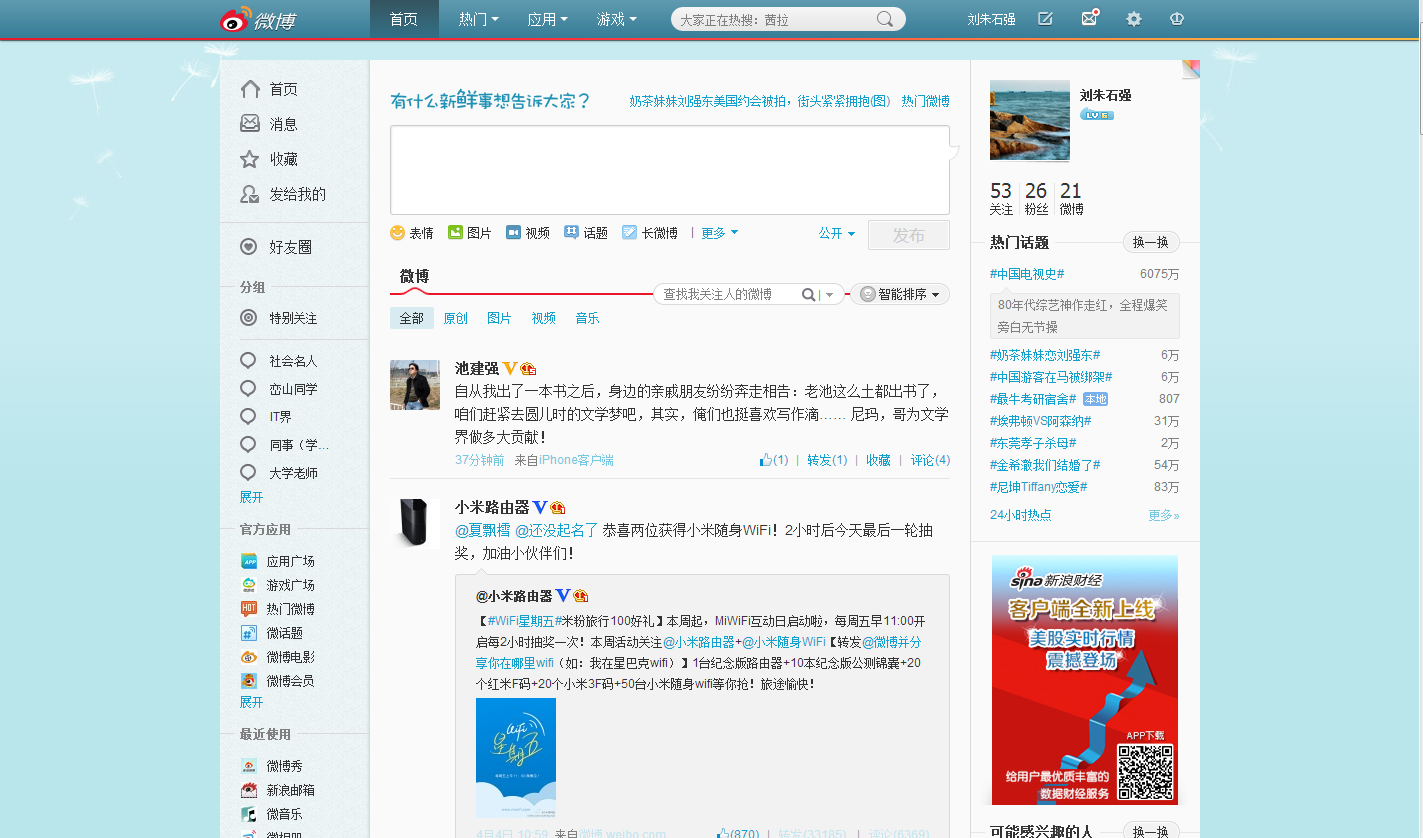 微博
首页
热门
应用
游戏
大家正在热搜：茜拉
刘朱石强
首页
消息
收藏
发给我的
好友圈
分组
特别关注
社会名人
峦山同学
IT界
同事（学...
大学老师
展开
官方应用
应用广场
游戏广场
热门微博
微话题
微博电影
微博会员
展开
最近使用
微博秀
新浪邮箱
微音乐
有什么新鲜事想告诉大家？
奶茶妹妹刘强东美国约会被拍，街头紧紧拥抱(图) 热门微博
表情 图片 视频 话题 长微博 | 更多
公开
发布
微博
查找我关注人的微博
智能排序
全部 原创 图片 视频 音乐
池建强
自从我出了一本书之后，身边的亲戚朋友纷纷奔走相告：老池这么土都出书了，
咱们赶紧去圆儿时的文学梦吧，其实，俺们也挺喜欢写作滴…… 尼玛，哥为文学
界做多大贡献！
37分钟前 来自iPhone客户端
(1) | 转发(1) | 收藏 | 评论(4)
小米路由器
@夏飘樰 @还没起名了 恭喜两位获得小米随身WiFi！2小时后今天最后一轮抽
奖，加油小伙伴们！
@小米路由器
【#WiFi星期五#米粉旅行100好礼】本周起，MiWiFi互动日启动啦，每周五早11:00开
启每2小时抽奖一次！本周活动关注@小米路由器+@小米随身WiFi【转发@微博并分
享你在哪里wifi（如：我在星巴克wifi）】1台纪念版路由器+10本纪念版公测锦囊+20
个红米F码+20个小米3F码+50台小米随身wifi等你抢！旅途愉快！
WiFi
星期五
4月4日 10:59 来自微博 weibo.com
(870) | 转发(33185) | 评论(6369)
刘朱石强
LV 6
53 26 21
关注 粉丝 微博
热门话题
换一换
#中国电视史# 6075万
80年代综艺神作走红，全程爆笑
旁白无节操
#奶茶妹妹恋刘强东# 6万
#中国游客在马被绑架# 6万
#最牛考研宿舍# 本地 807
#埃弗顿VS阿森纳# 31万
#东莞孝子杀母# 2万
#金希澈我们结婚了# 54万
#尼坤Tiffany恋爱# 83万
24小时热点 更多»
sina新浪财经
客户端全新上线
美股实时行情
震撼登场
APP下载
给用户最优质丰富的
数据财经服务
可能感兴趣的人
换一换